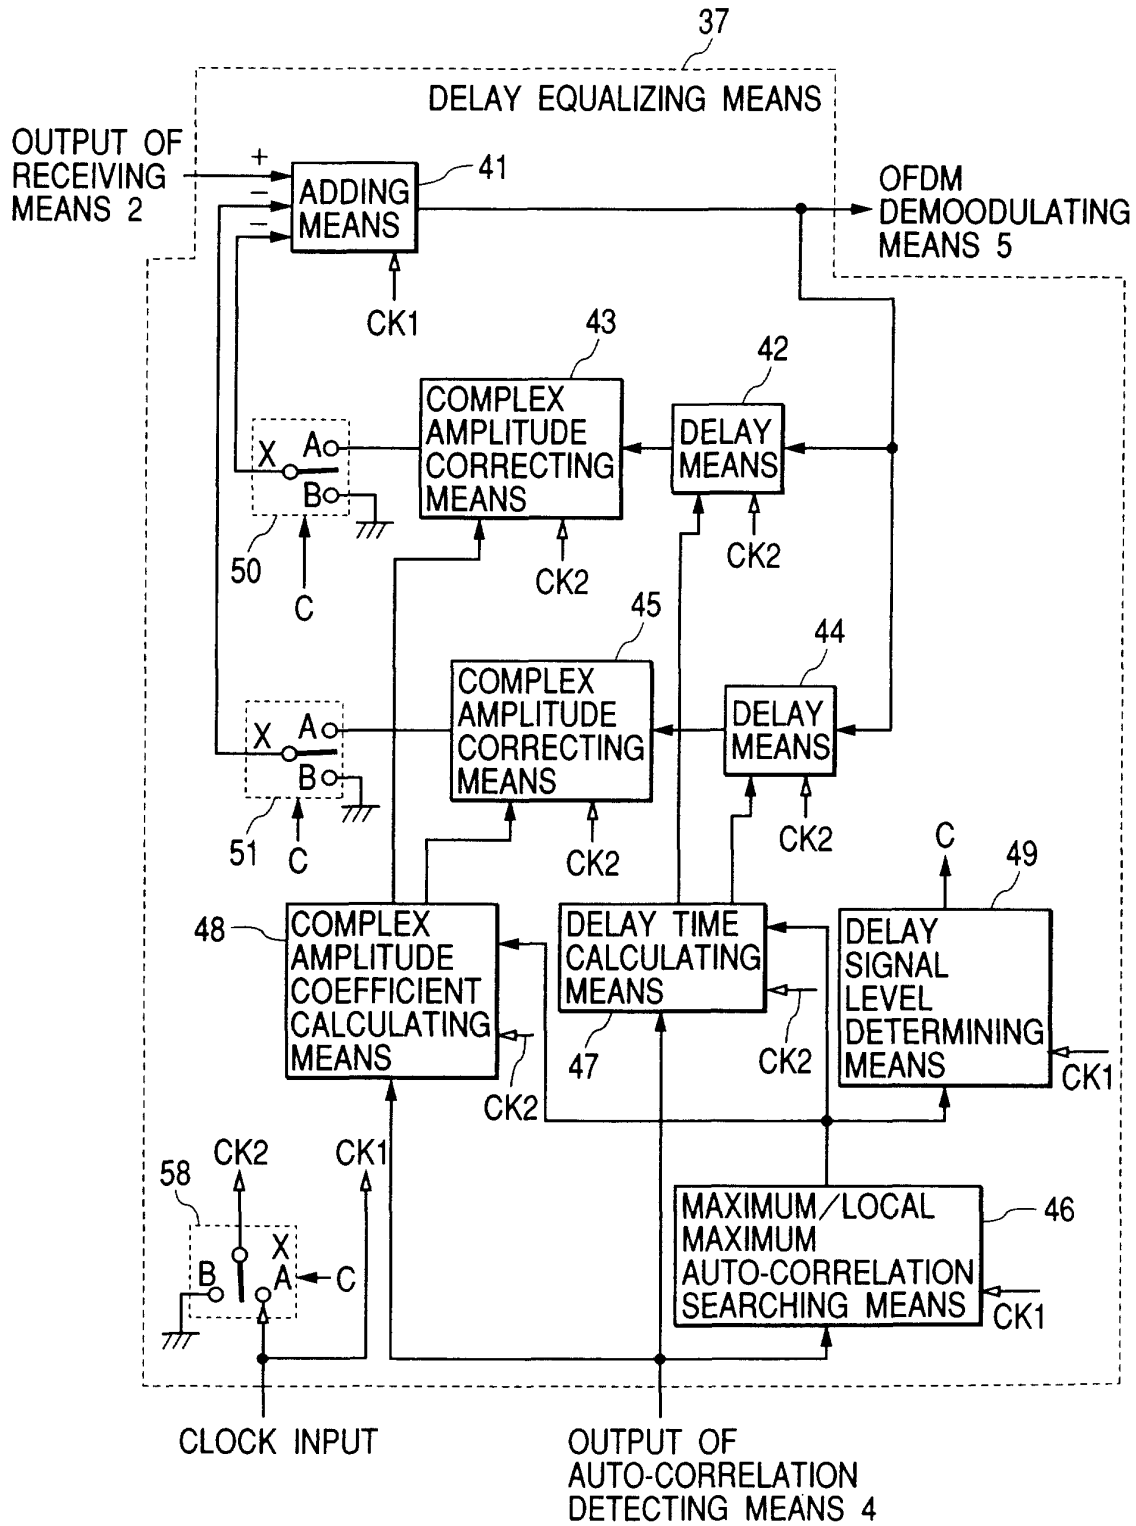 37
DELAY EQUALIZING MEANS
OUTPUT OF
RECEIVING
MEANS 2
+
−
−
ADDING
MEANS
41
OFDM
DEMOODULATING
MEANS 5
CK1
43
42
COMPLEX
AMPLITUDE
CORRECTING
MEANS
DELAY
MEANS
X
A
B
50
C
CK2
CK2
45
44
COMPLEX
AMPLITUDE
CORRECTING
MEANS
DELAY
MEANS
X
A
B
51
C
CK2
CK2
C
49
48
COMPLEX
AMPLITUDE
COEFFICIENT
CALCULATING
MEANS
DELAY TIME
CALCULATING
MEANS
DELAY
SIGNAL
LEVEL
DETERMINING
MEANS
47
CK2
CK2
CK1
58
CK2
CK1
X
B
A
C
MAXIMUM/LOCAL
MAXIMUM
AUTO-CORRELATION
SEARCHING MEANS
46
CK1
CLOCK INPUT
OUTPUT OF
AUTO-CORRELATION
DETECTING MEANS 4